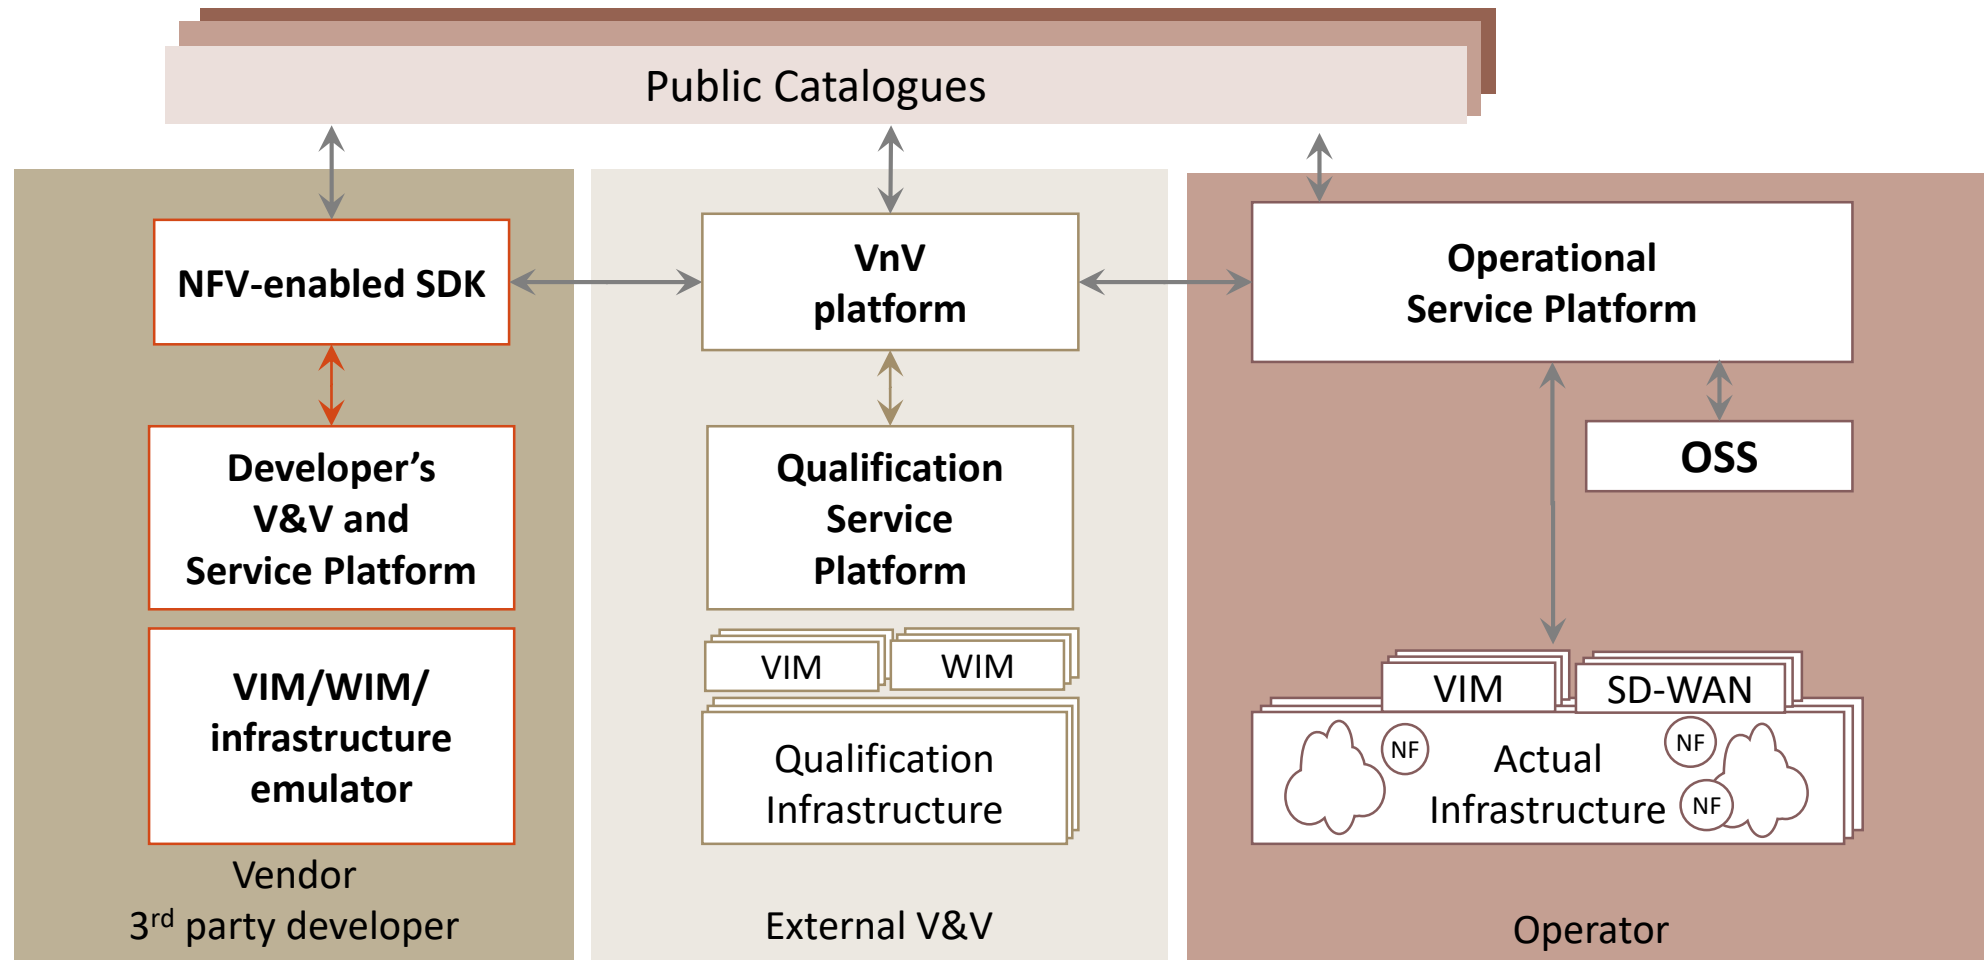 Public Catalogues
NFV-enabled SDK
Developer’s
V&V and
Service Platform
VIM/WIM/
infrastructure
emulator
Vendor
3rd party developer
VnV
platform
Qualification
Service
Platform
VIM
WIM
Qualification
Infrastructure
External V&V
Operational
Service Platform
OSS
VIM
SD-WAN
NF
NF
Actual
Infrastructure
NF
Operator